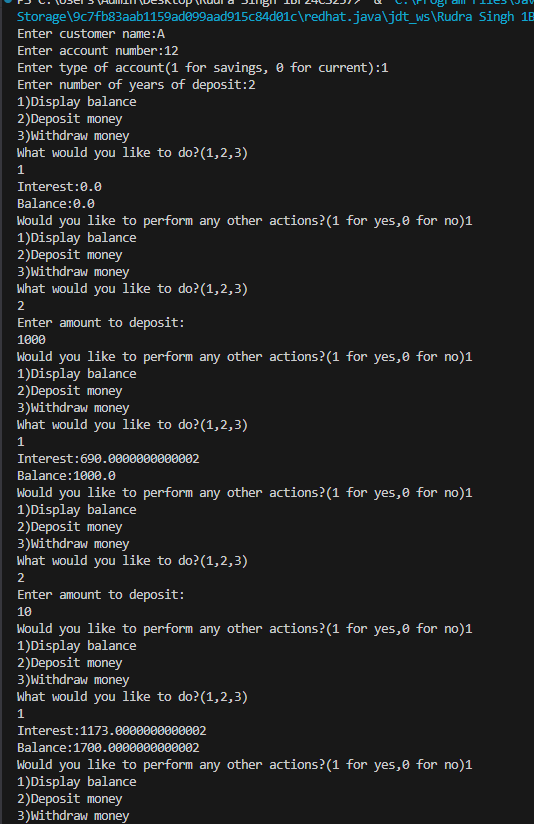 PS C:\Users\Admin\Desktop\Rudra Singh 1BF24CS257> & 'C:\Program Files\Jav
Storage\9c7fb83aab1159ad099aad915c84d01c\redhat.java\jdt_ws\Rudra Singh 1B
Enter customer name:A
Enter account number:12
Enter type of account(1 for savings, 0 for current):1
Enter number of years of deposit:2
1)Display balance
2)Deposit money
3)Withdraw money
What would you like to do?(1,2,3)
1
Interest:0.0
Balance:0.0
Would you like to perform any other actions?(1 for yes,0 for no)1
1)Display balance
2)Deposit money
3)Withdraw money
What would you like to do?(1,2,3)
2
Enter amount to deposit:
1000
Would you like to perform any other actions?(1 for yes,0 for no)1
1)Display balance
2)Deposit money
3)Withdraw money
What would you like to do?(1,2,3)
1
Interest:690.0000000000002
Balance:1000.0
Would you like to perform any other actions?(1 for yes,0 for no)1
1)Display balance
2)Deposit money
3)Withdraw money
What would you like to do?(1,2,3)
2
Enter amount to deposit:
10
Would you like to perform any other actions?(1 for yes,0 for no)1
1)Display balance
2)Deposit money
3)Withdraw money
What would you like to do?(1,2,3)
1
Interest:1173.0000000000002
Balance:1700.0000000000002
Would you like to perform any other actions?(1 for yes,0 for no)1
1)Display balance
2)Deposit money
3)Withdraw money